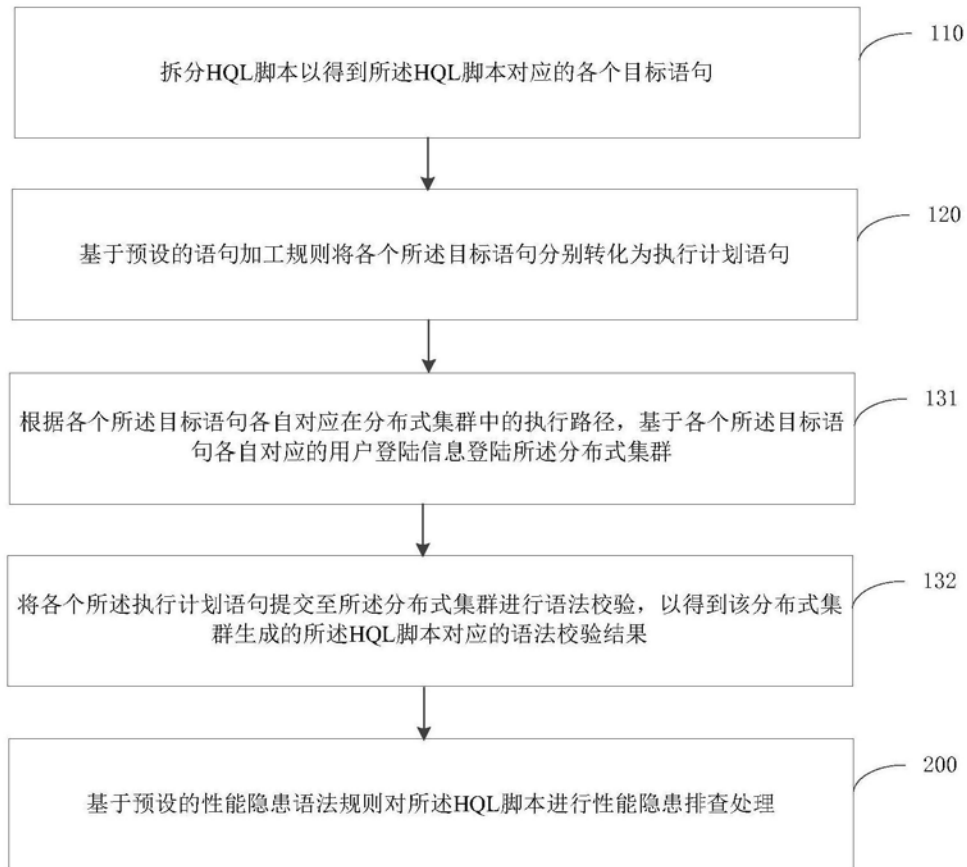 110
拆分HQL脚本以得到所述HQL脚本对应的各个目标语句
120
基于预设的语句加工规则将各个所述目标语句分别转化为执行计划语句
131
根据各个所述目标语句各自对应在分布式集群中的执行路径，基于各个所述目标语
句各自对应的用户登陆信息登陆所述分布式集群
132
将各个所述执行计划语句提交至所述分布式集群进行语法校验，以得到该分布式集
群生成的所述HQL脚本对应的语法校验结果
200
基于预设的性能隐患语法规则对所述HQL脚本进行性能隐患排查处理